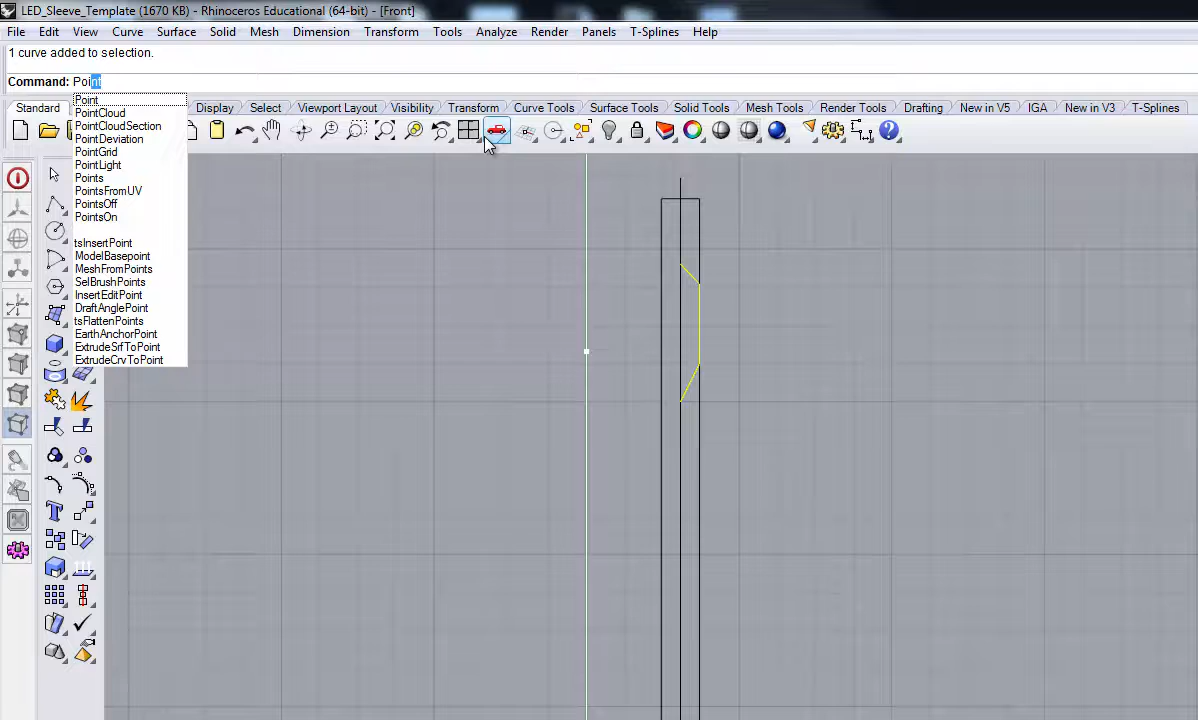 LED_Sleeve_Template (1670 KB) - Rhinoceros Educational (64-bit) - [Front]
File Edit View Curve Surface Solid Mesh Dimension Transform Tools Analyze Render Panels T-Splines Help
1 curve added to selection.
Command: Point
Standard Display Select Viewport Layout Visibility Transform Curve Tools Surface Tools Solid Tools Mesh Tools Render Tools Drafting New in V5 IGA New in V3 T-Splines
Point
PointCloud
PointCloudSection
PointDeviation
PointGrid
PointLight
Points
PointsFromUV
PointsOff
PointsOn
tsInsertPoint
ModelBasepoint
MeshFromPoints
SelBrushPoints
InsertEditPoint
DraftAnglePoint
tsFlattenPoints
EarthAnchorPoint
ExtrudeSrfToPoint
ExtrudeCrvToPoint